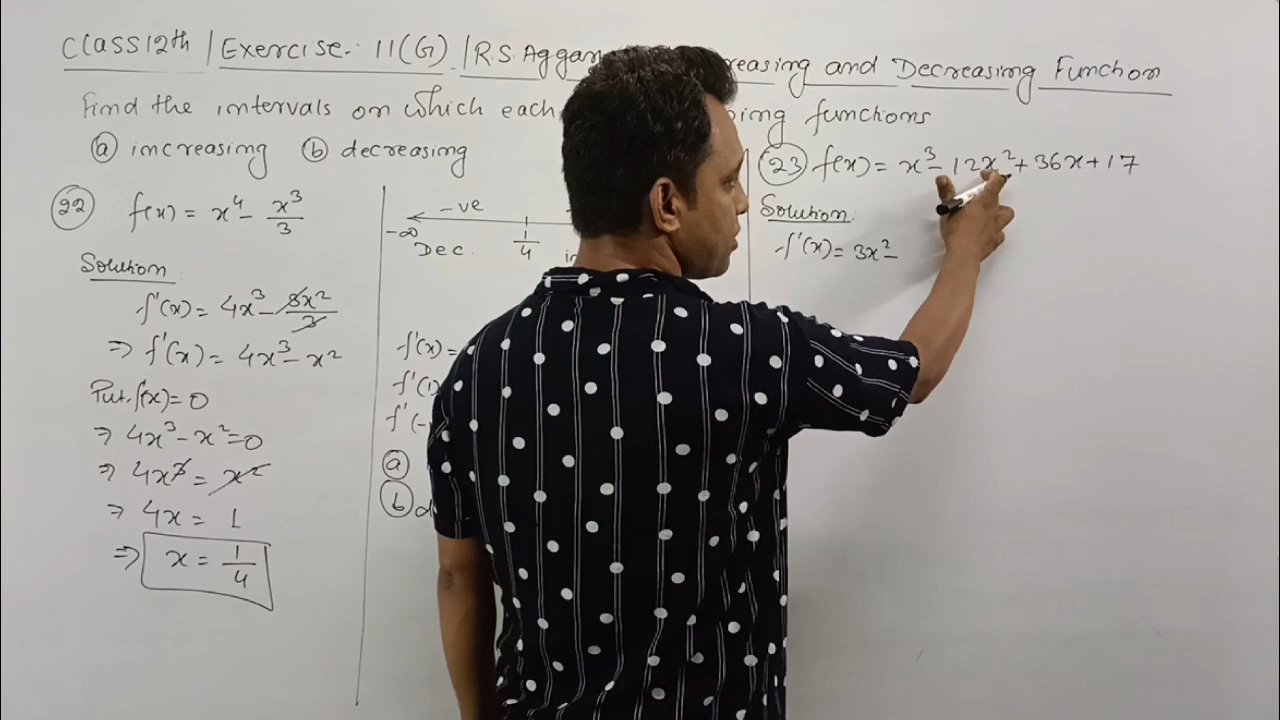 Class 12th / Exercise. 11(G). / R.S. Aggar reasing and Decreasing Function
Find the intervals on which each ing functions
ⓐ increasing ⓑ decreasing
㉒ f(x) = x⁴ - x³/3
Solution
f'(x) = 4x³ - 3x²/3
⇒ f'(x) = 4x³ - x²
Put. f(x) = 0
⇒ 4x³ - x² = 0
⇒ 4x³ = x²
⇒ 4x = 1
⇒ x = 1/4
-ve
-∞ 1/4
Dec. in
f'(x) =
f'(1)
f'(-
ⓐ
ⓑ d
㉓ f(x) = x³ - 12x² + 36x + 17
Solution
f'(x) = 3x² -